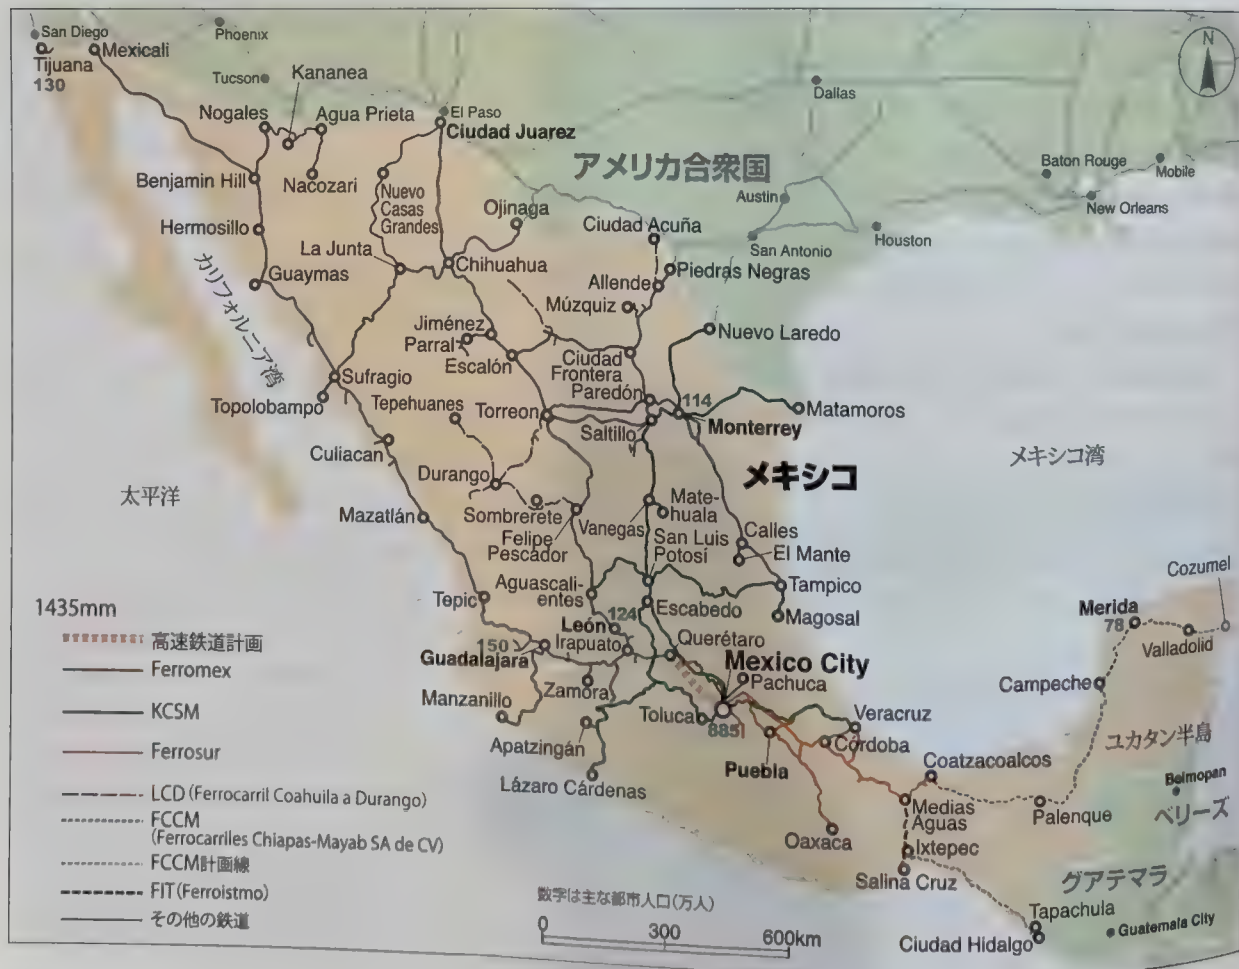 San Diego
Phoenix
N
Tijuana
130
Mexicali
Tucson
Kananea
Dallas
Nogales
Agua Prieta
El Paso
Ciudad Juarez
アメリカ合衆国
Baton Rouge
Mobile
Benjamin Hill
Nacozari
Nuevo
Casas
Grandes
Ojinaga
Austin
New Orleans
Hermosillo
Ciudad Acuña
San Antonio
Houston
La Junta
Chihuahua
Piedras Negras
Guaymas
カリフォルニア湾
Allende
Múzquiz
Jiménez
Parral
Nuevo Laredo
Escalón
Ciudad
Frontera
Sufragio
Paredón
114
Topolobampo
Tepehuanes
Torreon
Matamoros
Saltillo
Monterrey
Culiacan
メキシコ湾
Durango
メキシコ
太平洋
Mazatlán
Sombrerete
Mate-
huala
Vanegas
Felipe
Pescador
San Luis
Potosí
Calles
El Mante
Aguascali-
entes
Tampico
Cozumel
Tepic
124
Escabedo
Magosal
Merida
78
Valladolid
León
Irapuato
Querétaro
150
Guadalajara
Mexico City
Pachuca
Campeche
Zamora
Manzanillo
Toluca
885
Veracruz
Córdoba
ユカタン半島
Apatzingán
Puebla
Coatzacoalcos
Belmopan
Lázaro Cárdenas
Medias
Aguas
Palenque
ベリーズ
Oaxaca
Ixtepec
Salina Cruz
グアテマラ
Tapachula
Guatemala City
Ciudad Hidalgo
1435mm
高速鉄道計画
Ferromex
KCSM
Ferrosur
LCD (Ferrocarril Coahuila a Durango)
FCCM
(Ferrocarriles Chiapas-Mayab SA de CV)
FCCM計画線
FIT (Ferroistmo)
その他の鉄道
数字は主な都市人口(万人)
0 300 600km